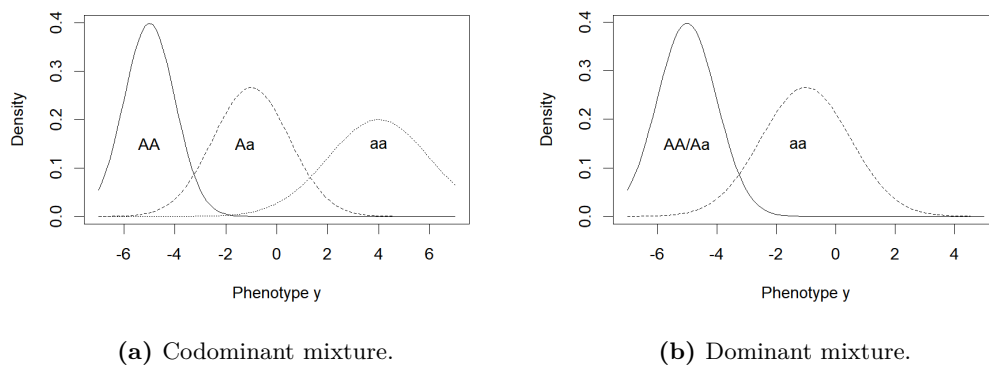 0.4
0.3
0.2
0.1
0.0
Density
AA
Aa
aa
-6 -4 -2 0 2 4 6
Phenotype y
(a) Codominant mixture.
0.4
0.3
0.2
0.1
0.0
Density
AA/Aa
aa
-6 -4 -2 0 2 4
Phenotype y
(b) Dominant mixture.